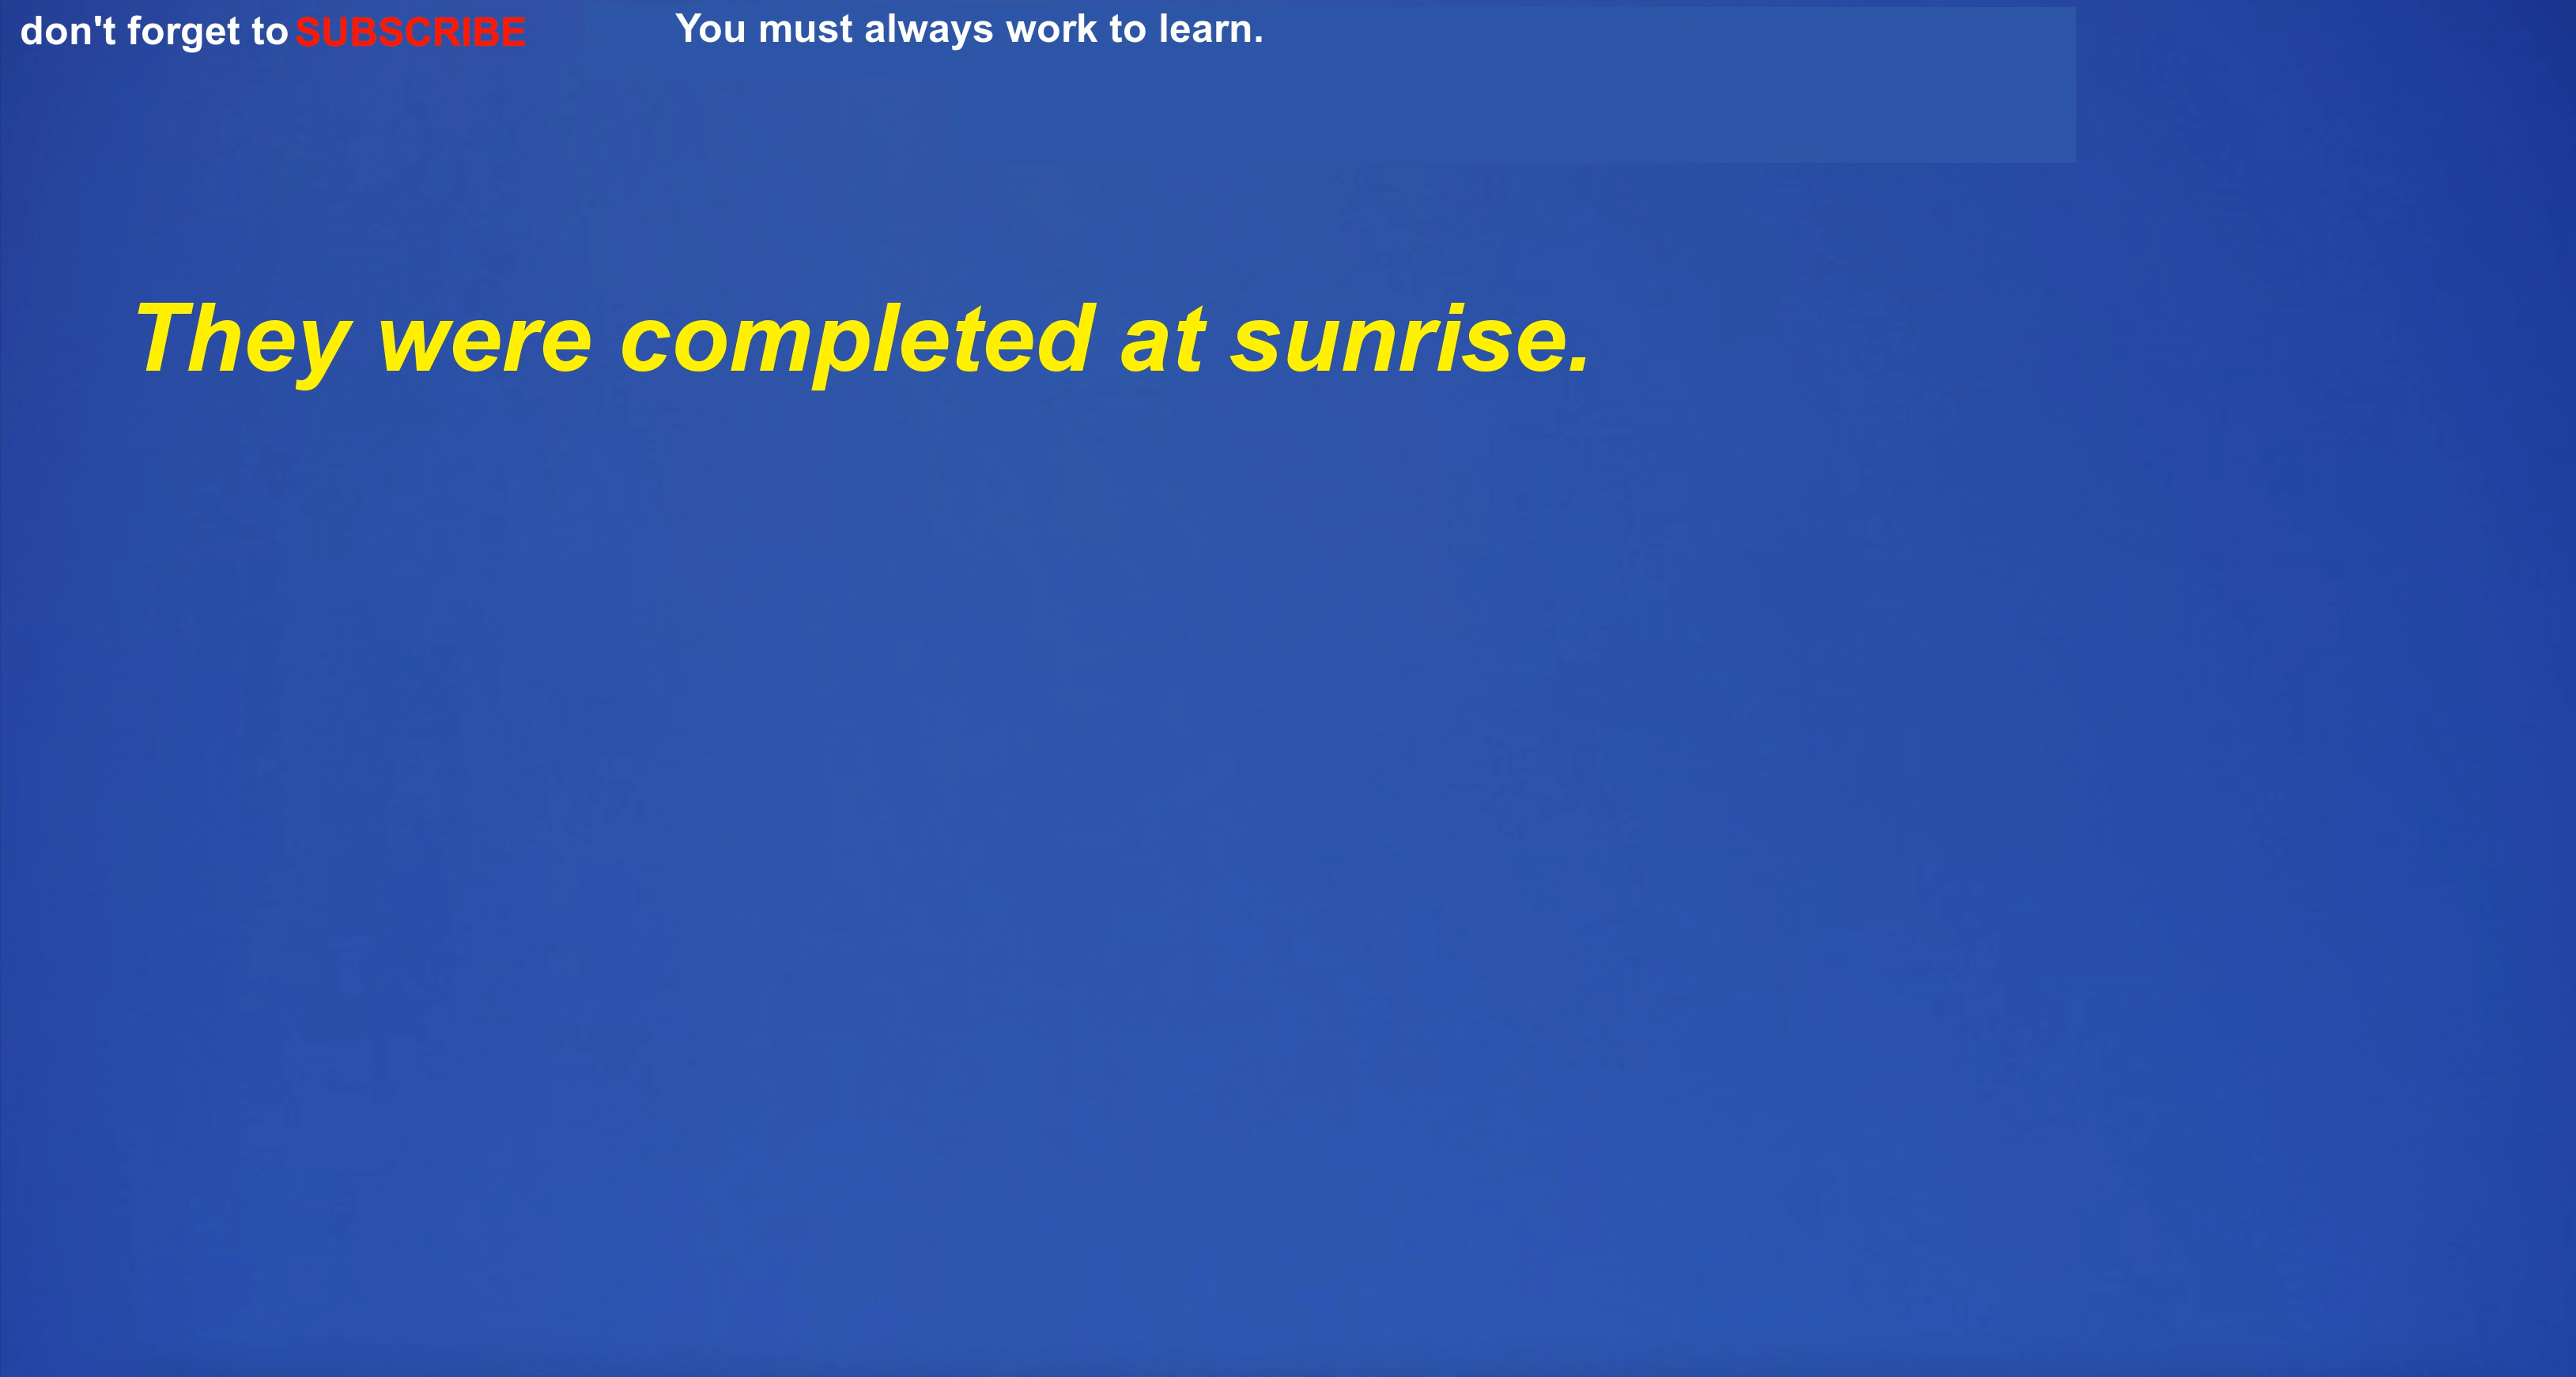 don't forget to SUBSCRIBE
You must always work to learn.
They were completed at sunrise.